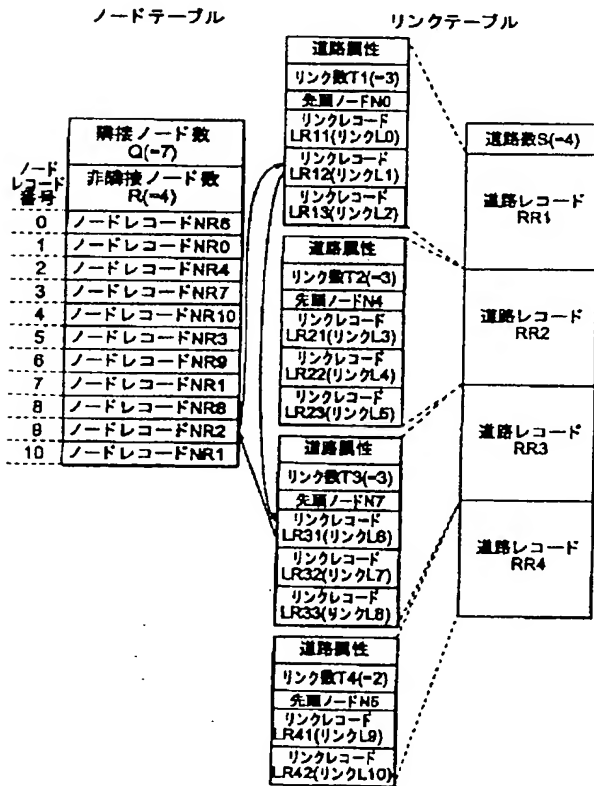 ノードテーブル
リンクテーブル
隣接ノード数
Q(=7)
非隣接ノード数
R(=4)
ノード
レコード
番号
0 ノードレコードNR6
1 ノードレコードNR0
2 ノードレコードNR4
3 ノードレコードNR7
4 ノードレコードNR10
5 ノードレコードNR3
6 ノードレコードNR9
7 ノードレコードNR1
8 ノードレコードNR8
9 ノードレコードNR2
10 ノードレコードNR1
道路属性
リンク数T1(=3)
先頭ノードN0
リンクレコード
LR11(リンクL0)
リンクレコード
LR12(リンクL1)
リンクレコード
LR13(リンクL2)
道路属性
リンク数T2(=3)
先頭ノードN4
リンクレコード
LR21(リンクL3)
リンクレコード
LR22(リンクL4)
リンクレコード
LR23(リンクL5)
道路属性
リンク数T3(=3)
先頭ノードN7
リンクレコード
LR31(リンクL6)
リンクレコード
LR32(リンクL7)
リンクレコード
LR33(リンクL8)
道路属性
リンク数T4(=2)
先頭ノードN5
リンクレコード
LR41(リンクL9)
リンクレコード
LR42(リンクL10)
道路数S(=4)
道路レコード
RR1
道路レコード
RR2
道路レコード
RR3
道路レコード
RR4